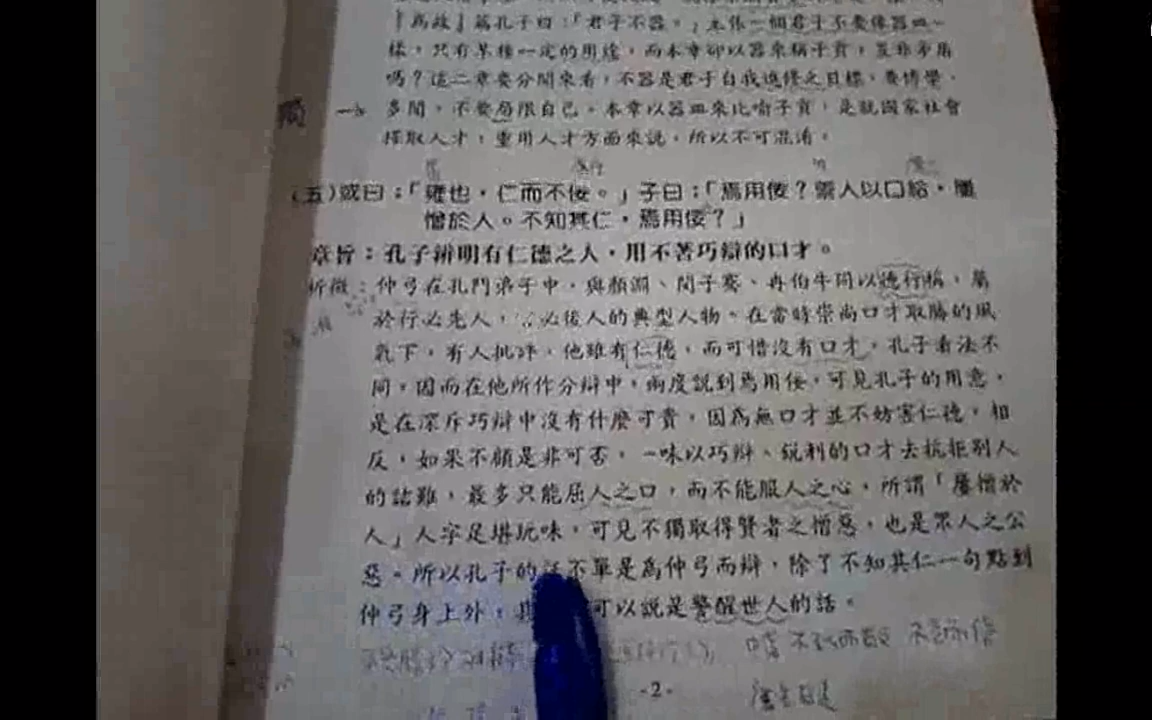 『為政』篇孔子曰：「君子不器。」主張一個君子不要像器皿一
樣，只有某種一定的用途，而本章卻以器來稱子貢，豈非矛盾
嗎？這二章要分開來看，不器是君子自我進修之目標，要博學、
多聞，不要局限自己。本章以器皿來比喻子貢，是就國家社會
擇取人才，重用人才方面來說，所以不可混淆。
（五）或曰：「雍也，仁而不佞。」子曰：「焉用佞？禦人以口給，屢
憎於人。不知其仁，焉用佞？」
章旨：孔子辨明有仁德之人，用不著巧辯的口才。
析微：仲弓在孔門弟子中，與顏淵、閔子騫、冉伯牛同以德行稱，屬
於行必先人，言必後人的典型人物。在當時崇尚口才取勝的風
氣下，有人批評，他雖有仁德，而可惜沒有口才，孔子看法不
同，因而在他所作分辯中，兩度說到焉用佞，可見孔子的用意，
是在深斥巧辯中沒有什麼可貴，因為無口才並不妨害仁德，相
反，如果不顧是非可否，一味以巧辯、銳利的口才去抗拒別人
的詰難，最多只能屈人之口，而不能服人之心，所謂「屢憎於
人」人字足堪玩味，可見不獨取得賢者之憎惡，也是眾人之公
惡。所以孔子的話不單是為仲弓而辯，除了不知其仁一句點到
仲弓身上外，其 可以說是警醒世人的話。
-2-